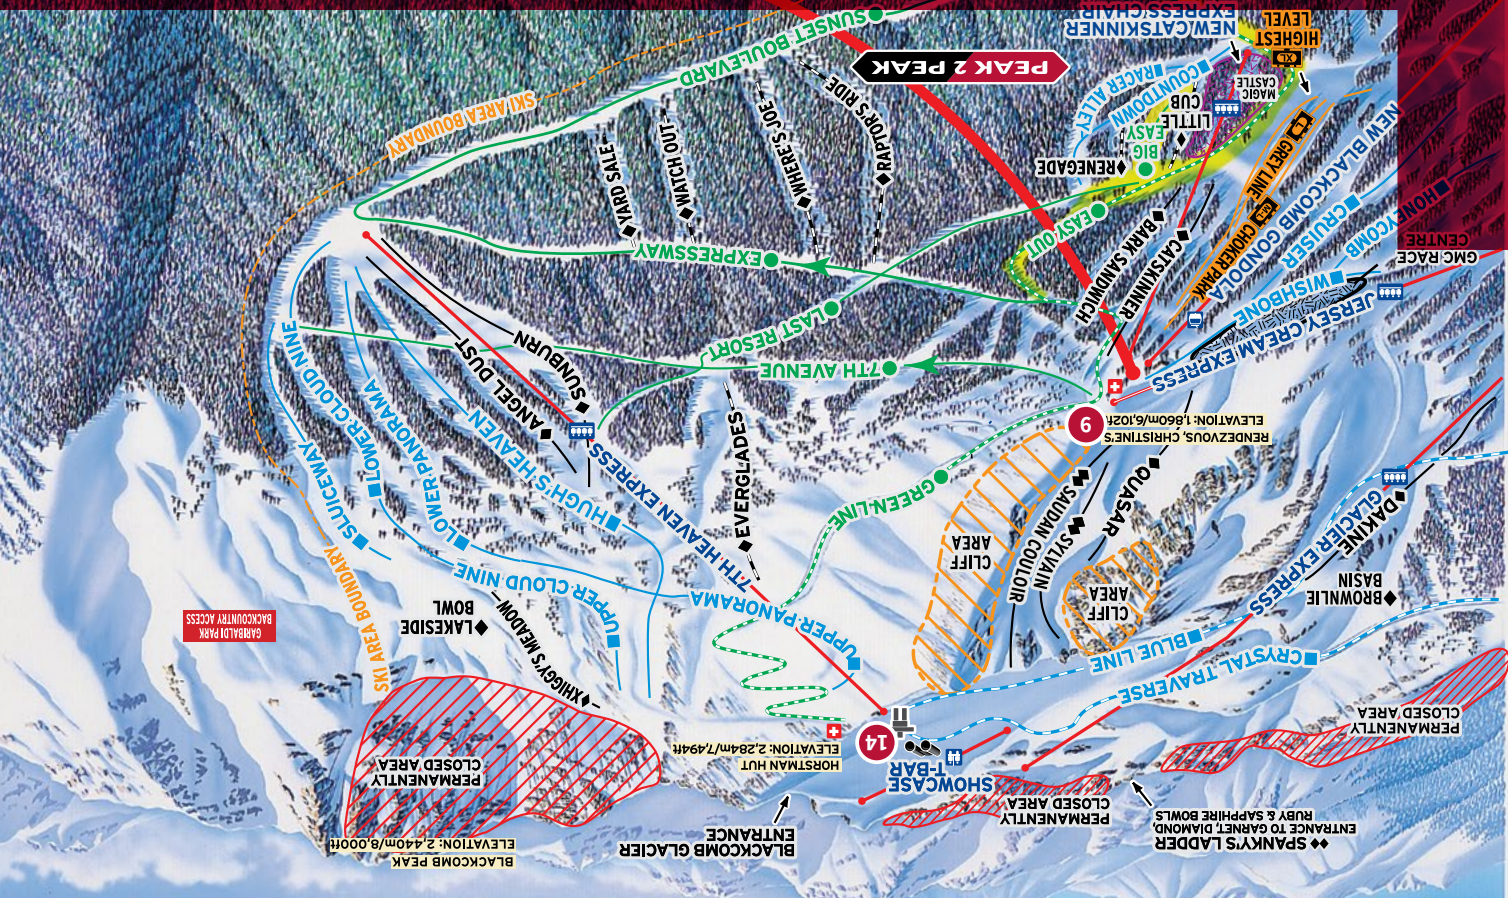 BLACKCOMB PEAK
ELEVATION: 2,440m/8,000ft
SPANKY'S LADDER
ENTRANCE TO GARNET, DIAMOND,
RUBY & SAPPHIRE BOWLS
BLACKCOMB GLACIER
ENTRANCE
PERMANENTLY
CLOSED AREA
SHOWCASE
T-BAR
PERMANENTLY
CLOSED AREA
HORSTMAN HUT
ELEVATION: 2,284m/7,494ft
14
PERMANENTLY
CLOSED AREA
CRYSTAL TRAVERSE
BLUE LINE
UPPER PANORAMA
XHIGGY'S MEADOW
SKI AREA BOUNDARY
LAKESIDE
BOWL
GARIBALDI PARK
BACKCOUNTRY ACCESS
UPPER CLOUD NINE
BROWNLIE
BASIN
CLIFF
AREA
CLIFF
AREA
GLACIER EXPRESS
DAKINE
SYLVAIN
SAUDAN COULOIR
QUASAR
GREEN LINE
EVERGLADES
7TH HEAVEN EXPRESS
HUGH'S HEAVEN
LOWER PANORAMA
LOWER CLOUD NINE
SLUICEWAY
CLOUD NINE
ANGEL DUST
SUNBURN
RENDEZVOUS, CHRISTINE'S
ELEVATION: 1,860m/6,102ft
9
7TH AVENUE
LAST RESORT
JERSEY CREAM EXPRESS
WISHBONE
GMC RACE
CENTRE
HONEYCOMB
CRUISER
NEW BLACKCOMB GONDOLA
CHOKER PARK
GREY LINE
L
CATSKINNER
BARK SANDWICH
EXPRESSWAY
EASY OUT
YARD SALE
WATCH OUT
WHERE'S JOE
RAPTOR'S RIDE
RENEGADE
BIG
EASY
LITTLE
CUB
COUNTDOWN
RACER ALLEY
MAGIC
CASTLE
XL
HIGHEST
LEVEL
NEW CATSKINNER
EXPRESS CHAIR
PEAK 2 PEAK
SKI AREA BOUNDARY
SUNSET BOULEVARD